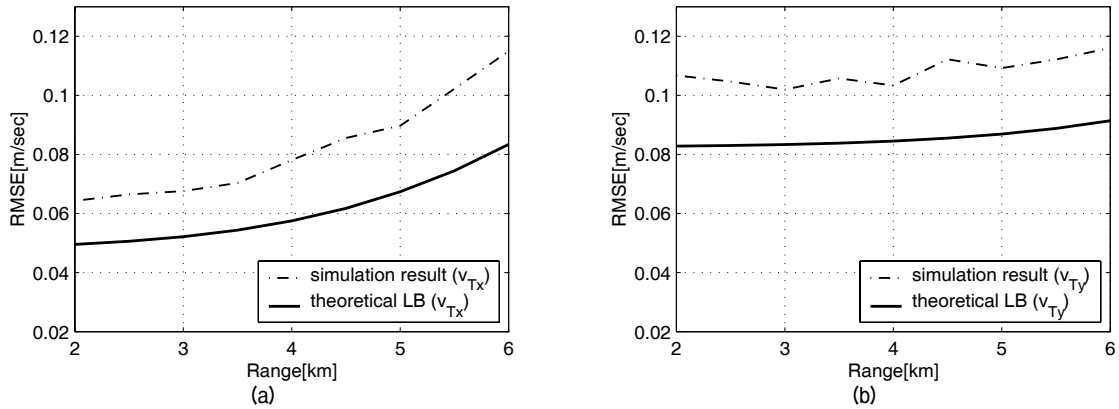 0.12
0.1
0.08
0.06
0.04
0.02
RMSE[m/sec]
simulation result (v_Tx)
theoretical LB (v_Tx)
2 3 4 5 6
Range[km]
(a)
0.12
0.1
0.08
0.06
0.04
0.02
RMSE[m/sec]
simulation result (v_Ty)
theoretical LB (v_Ty)
2 3 4 5 6
Range[km]
(b)